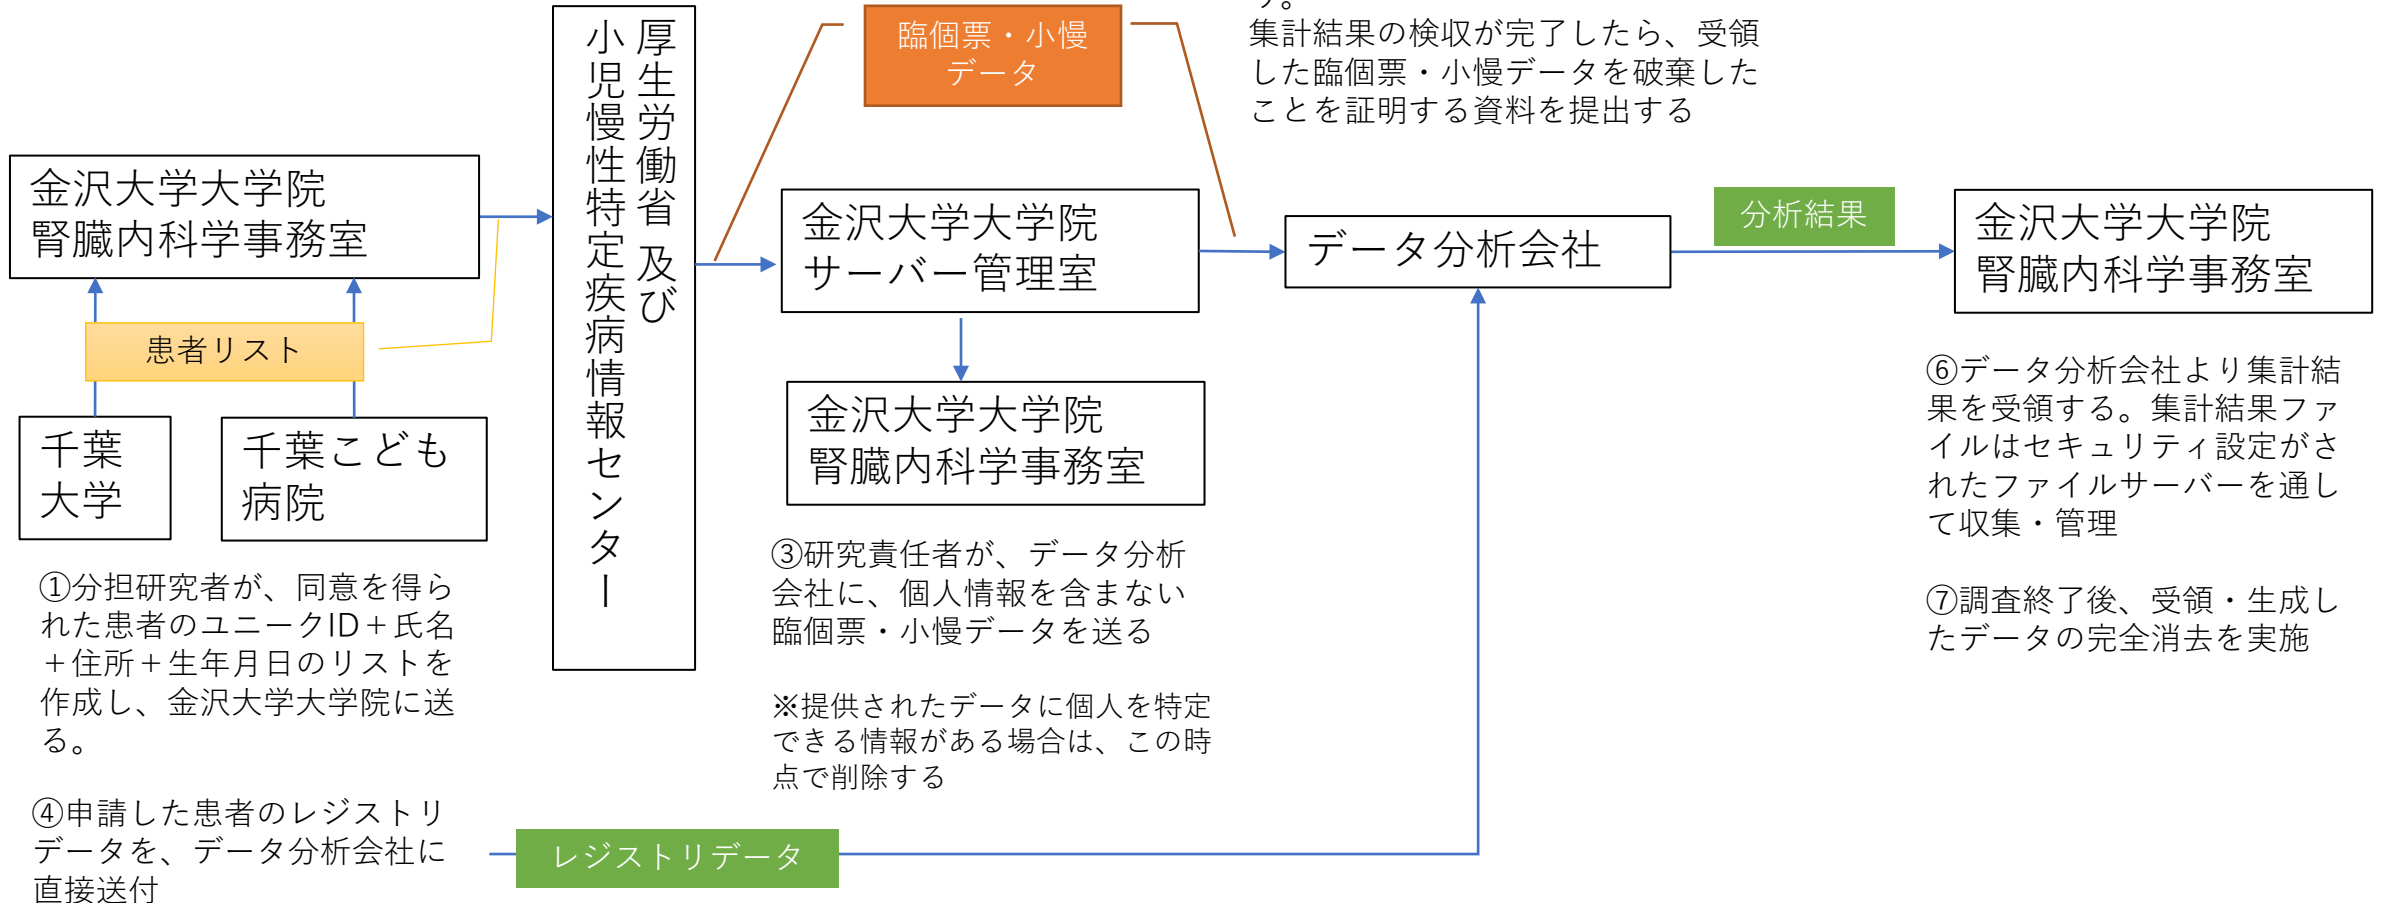 す。
集計結果の検収が完了したら、受領
した臨個票・小慢データを破棄した
ことを証明する資料を提出する
臨個票・小慢
データ
厚生労働省 及び
小児慢性特定疾病情報センター
金沢大学大学院
腎臓内科学事務室
患者リスト
千葉
大学
千葉こども
病院
金沢大学大学院
サーバー管理室
金沢大学大学院
腎臓内科学事務室
データ分析会社
分析結果
金沢大学大学院
腎臓内科学事務室
①分担研究者が、同意を得ら
れた患者のユニークID＋氏名
＋住所＋生年月日のリストを
作成し、金沢大学大学院に送
る。
③研究責任者が、データ分析
会社に、個人情報を含まない
臨個票・小慢データを送る
※提供されたデータに個人を特定
できる情報がある場合は、この時
点で削除する
④申請した患者のレジストリ
データを、データ分析会社に
直接送付
レジストリデータ
⑥データ分析会社より集計結
果を受領する。集計結果ファ
イルはセキュリティ設定がさ
れたファイルサーバーを通し
て収集・管理
⑦調査終了後、受領・生成し
たデータの完全消去を実施